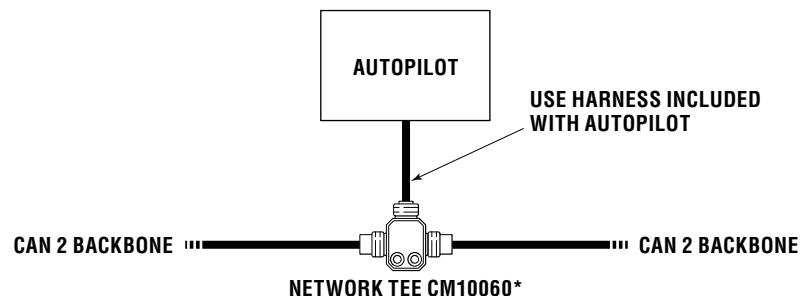 AUTOPILOT
USE HARNESS INCLUDED
WITH AUTOPILOT
CAN 2 BACKBONE
CAN 2 BACKBONE
NETWORK TEE CM10060*